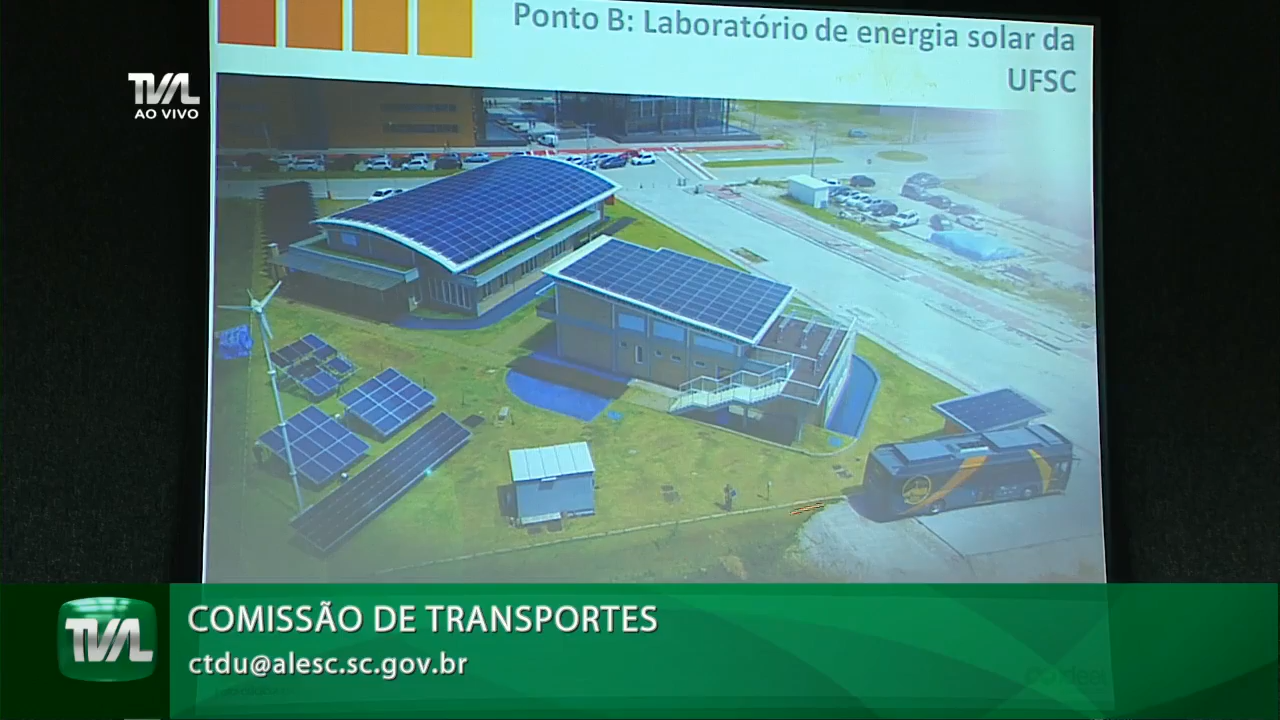 Ponto B: Laboratório de energia solar da
UFSC
TVAL
AO VIVO
COMISSÃO DE TRANSPORTES
TVAL
ctdu@alesc.sc.gov.br